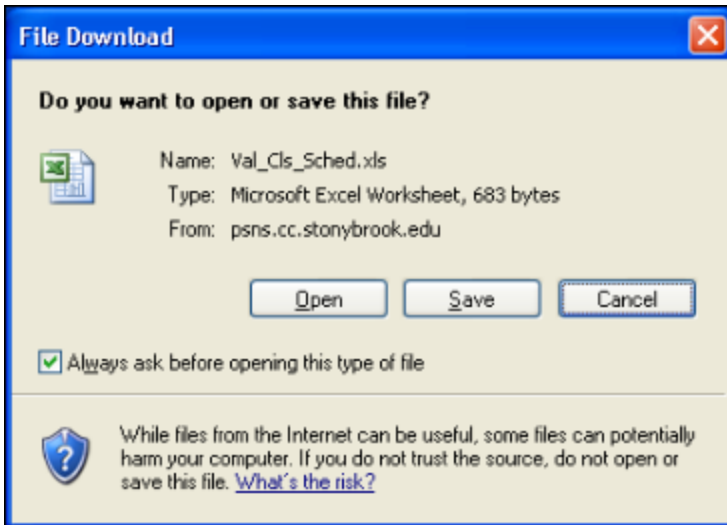 File Download
Do you want to open or save this file?
Name: Val_Cls_Sched.xls
Type: Microsoft Excel Worksheet, 683 bytes
From: psns.cc.stonybrook.edu
Open Save Cancel
Always ask before opening this type of file
While files from the Internet can be useful, some files can potentially
harm your computer. If you do not trust the source, do not open or
save this file. What's the risk?